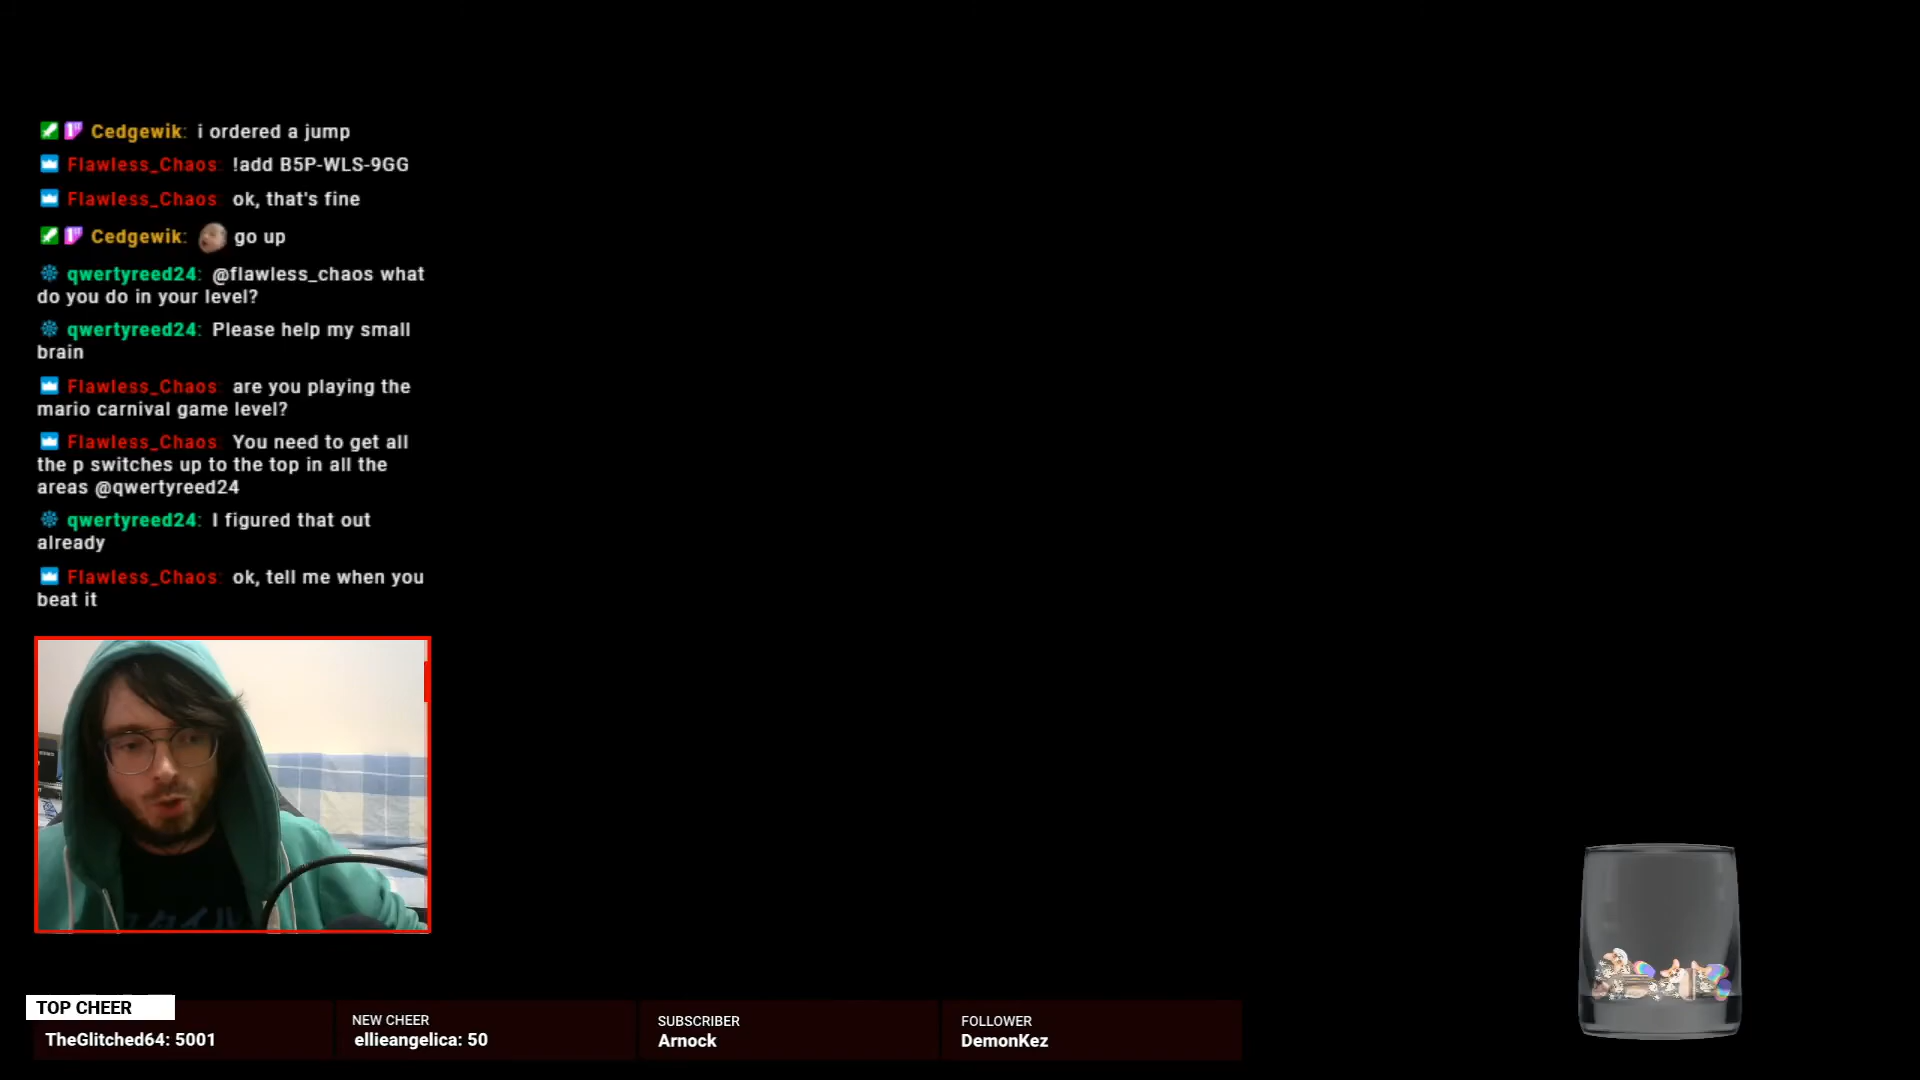 Cedgewik: i ordered a jump
Flawless_Chaos: !add B5P-WLS-9GG
Flawless_Chaos: ok, that's fine
Cedgewik: go up
qwertyreed24: @flawless_chaos what
do you do in your level?
qwertyreed24: Please help my small
brain
Flawless_Chaos: are you playing the
mario carnival game level?
Flawless_Chaos: You need to get all
the p switches up to the top in all the
areas @qwertyreed24
qwertyreed24: I figured that out
already
Flawless_Chaos: ok, tell me when you
beat it
スタイル
TOP CHEER
TheGlitched64: 5001
NEW CHEER
ellieangelica: 50
SUBSCRIBER
Arnock
FOLLOWER
DemonKez